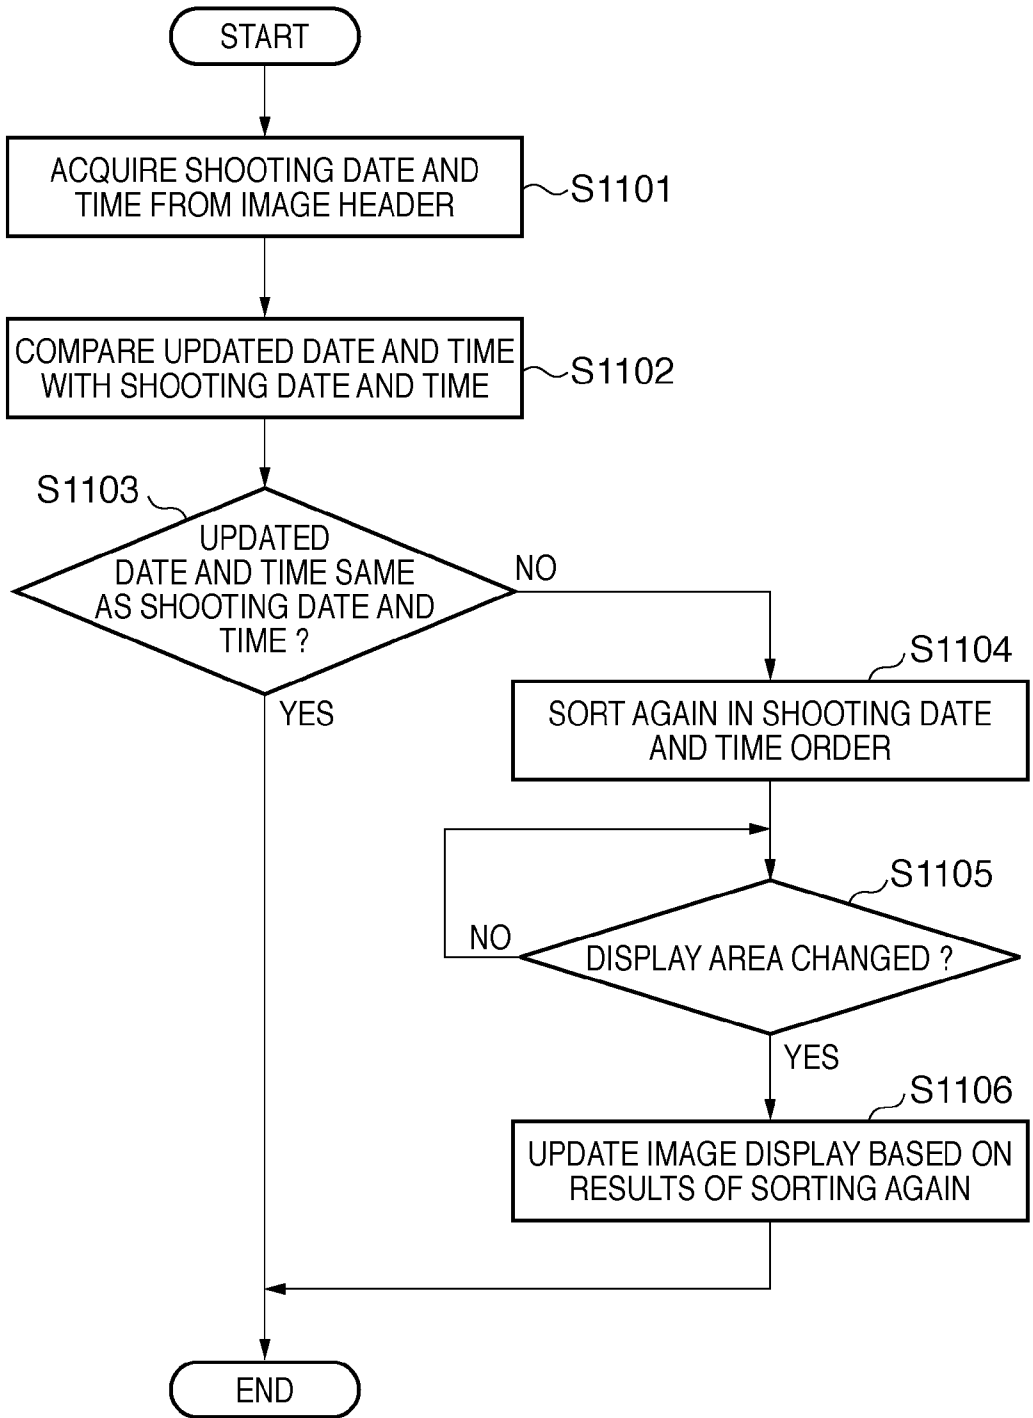 START
ACQUIRE SHOOTING DATE AND
TIME FROM IMAGE HEADER
S1101
COMPARE UPDATED DATE AND TIME
WITH SHOOTING DATE AND TIME
S1102
S1103
UPDATED
DATE AND TIME SAME
AS SHOOTING DATE AND
TIME ?
NO
YES
S1104
SORT AGAIN IN SHOOTING DATE
AND TIME ORDER
S1105
NO
DISPLAY AREA CHANGED ?
YES
S1106
UPDATE IMAGE DISPLAY BASED ON
RESULTS OF SORTING AGAIN
END